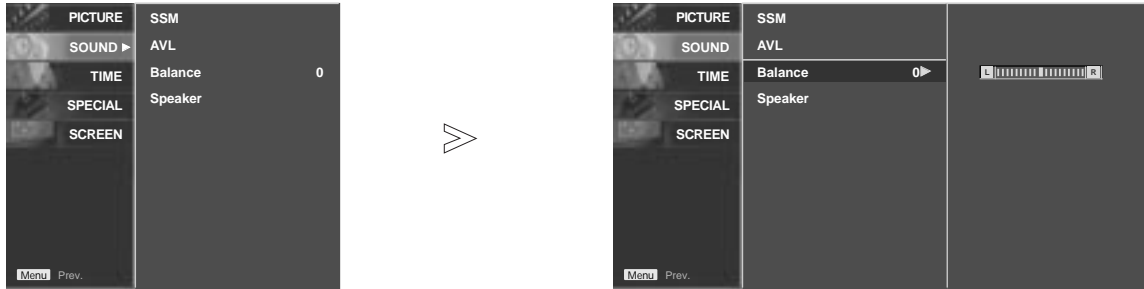 PICTURE
SOUND ▶
TIME
SPECIAL
SCREEN
SSM
AVL
Balance 0
Speaker
Menu Prev.
PICTURE
SOUND
TIME
SPECIAL
SCREEN
SSM
AVL
Balance 0▶
Speaker
L R
Menu Prev.